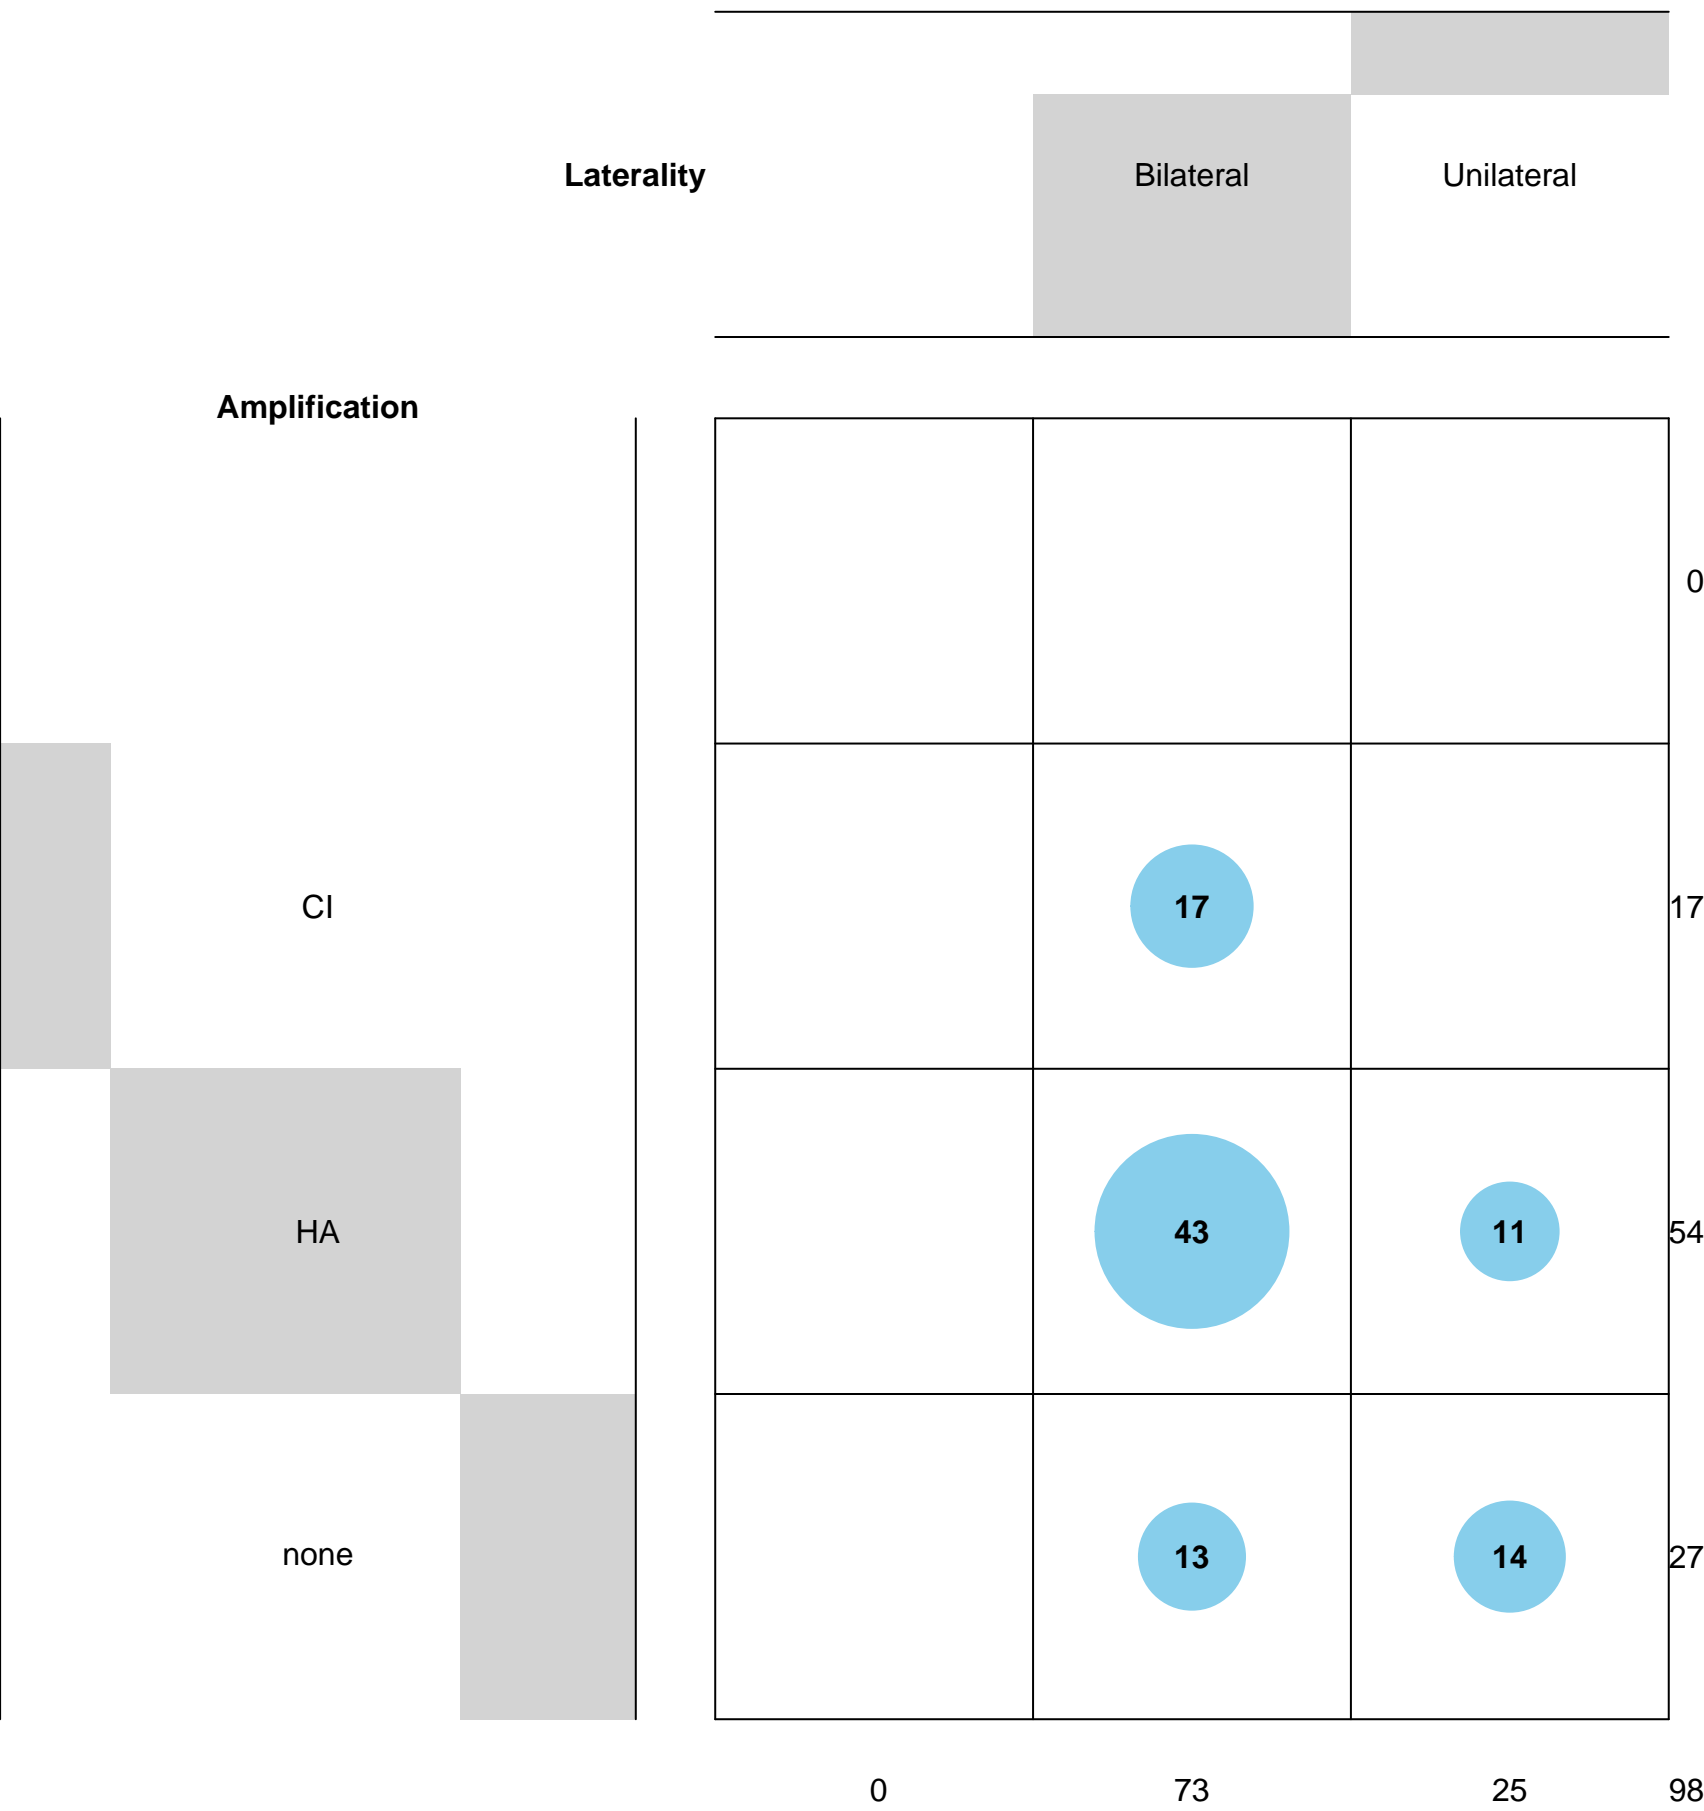 Laterality Bilateral Unilateral
Amplification
0
CI 17 17
HA 43 11 54
none 13 14 27
0 73 25 98